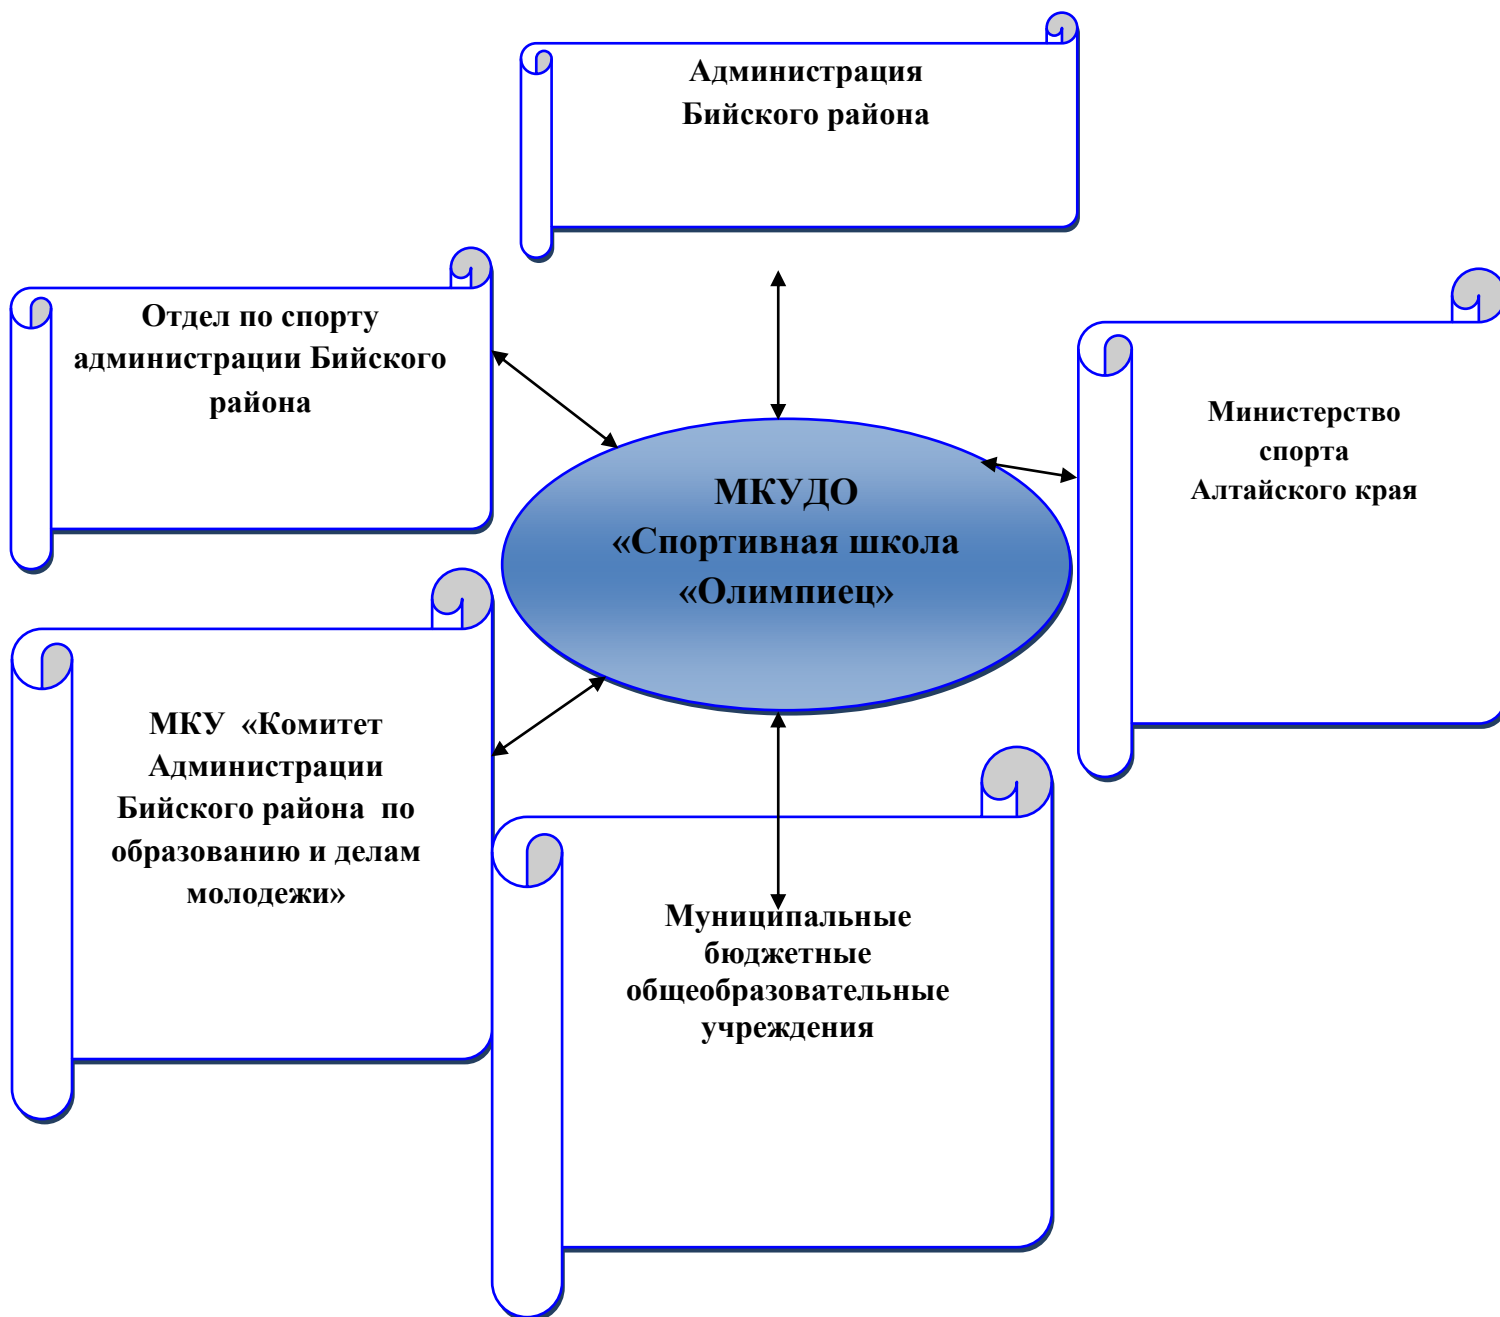 Администрация
Бийского района
Отдел по спорту
администрации Бийского
района
Министерство
спорта
Алтайского края
МКУДО
«Спортивная школа
«Олимпиец»
МКУ «Комитет
Администрации
Бийского района по
образованию и делам
молодежи»
Муниципальные
бюджетные
общеобразовательные
учреждения